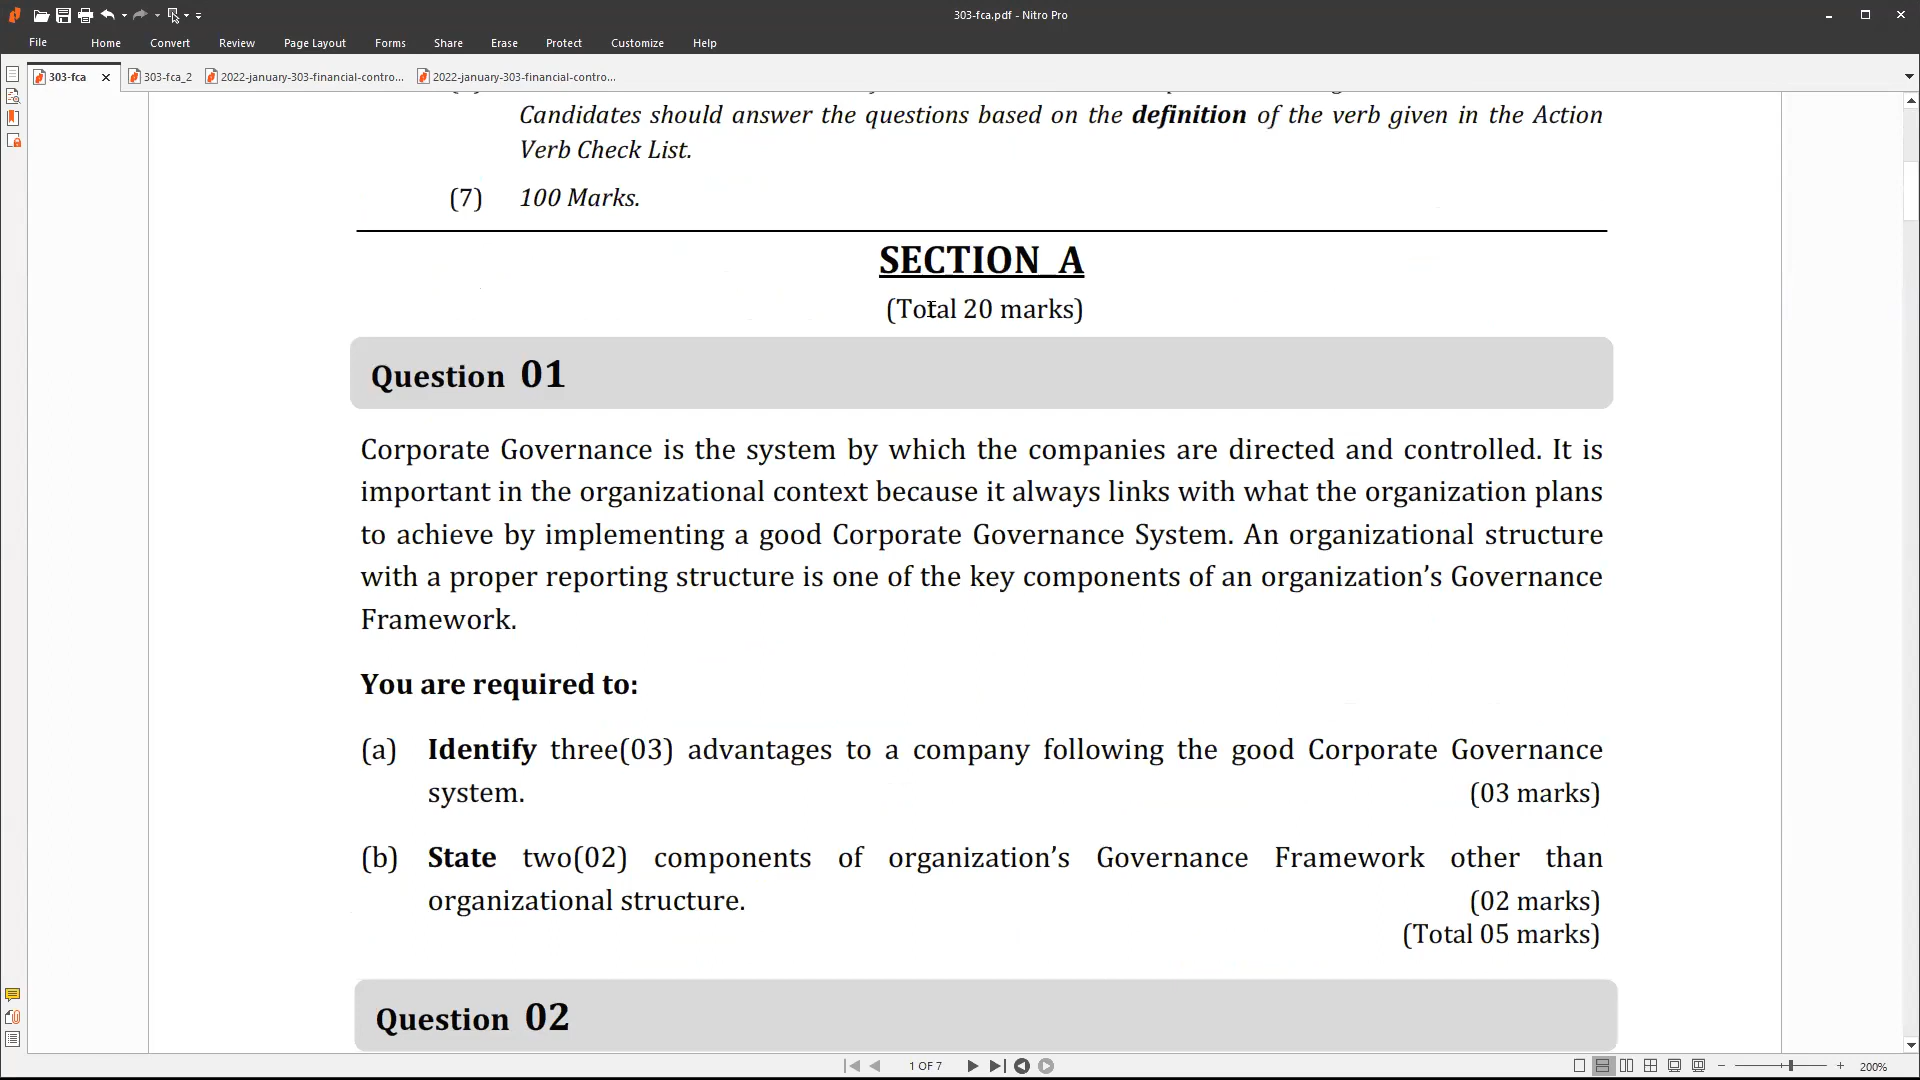 303-fca.pdf - Nitro Pro
File Home Convert Review Page Layout Forms Share Erase Protect Customize Help
303-fca 303-fca_2 2022-january-303-financial-contro... 2022-january-303-financial-contro...
Candidates should answer the questions based on the definition of the verb given in the Action
Verb Check List.
(7) 100 Marks.
SECTION A
(Total 20 marks)
Question 01
Corporate Governance is the system by which the companies are directed and controlled. It is
important in the organizational context because it always links with what the organization plans
to achieve by implementing a good Corporate Governance System. An organizational structure
with a proper reporting structure is one of the key components of an organization’s Governance
Framework.
You are required to:
(a) Identify three(03) advantages to a company following the good Corporate Governance
system. (03 marks)
(b) State two(02) components of organization’s Governance Framework other than
organizational structure. (02 marks)
(Total 05 marks)
Question 02
1 OF 7
200%